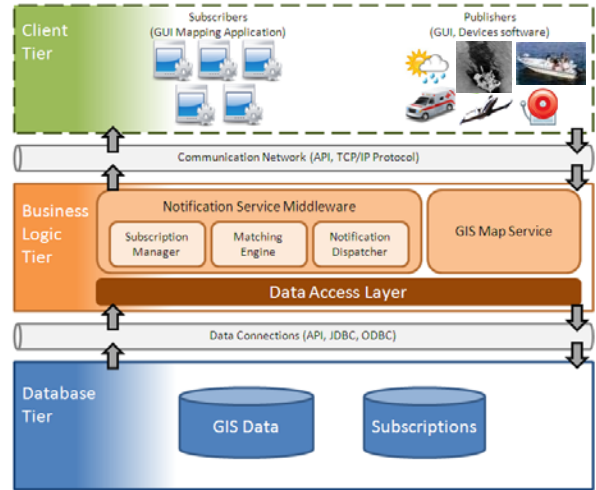 Client
Tier
Subscribers
(GUI Mapping Application)
Publishers
(GUI, Devices software)
Communication Network (API, TCP/IP Protocol)
Business
Logic
Tier
Notification Service Middleware
Subscription
Manager
Matching
Engine
Notification
Dispatcher
GIS Map Service
Data Access Layer
Data Connections (API, JDBC, ODBC)
Database
Tier
GIS Data
Subscriptions